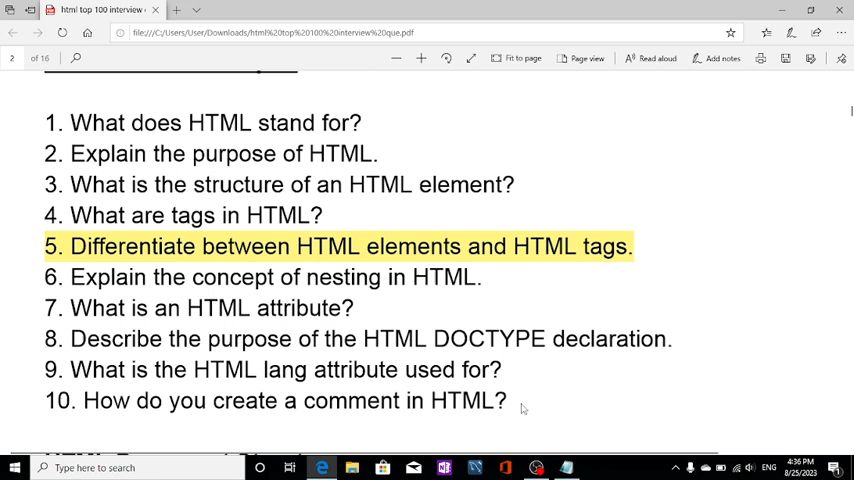 html top 100 interview
file:///C:/Users/User/Downloads/html%20top%20100%20interview%20que.pdf
2 of 16
Fit to page
Page view
Read aloud
Add notes
1. What does HTML stand for?
2. Explain the purpose of HTML.
3. What is the structure of an HTML element?
4. What are tags in HTML?
5. Differentiate between HTML elements and HTML tags.
6. Explain the concept of nesting in HTML.
7. What is an HTML attribute?
8. Describe the purpose of the HTML DOCTYPE declaration.
9. What is the HTML lang attribute used for?
10. How do you create a comment in HTML?
Type here to search
ENG
4:36 PM
8/25/2023